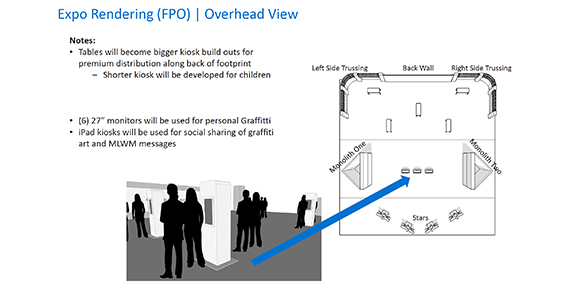 Expo Rendering (FPO) | Overhead View
Notes:
• Tables will become bigger kiosk build outs for
premium distribution along back of footprint
– Shorter kiosk will be developed for children
• (6) 27” monitors will be used for personal Graffitti
• iPad kiosks will be used for social sharing of graffiti
art and MLWM messages
Left Side Trussing
Back Wall
Right Side Trussing
Monolith One
Monolith Two
Stars